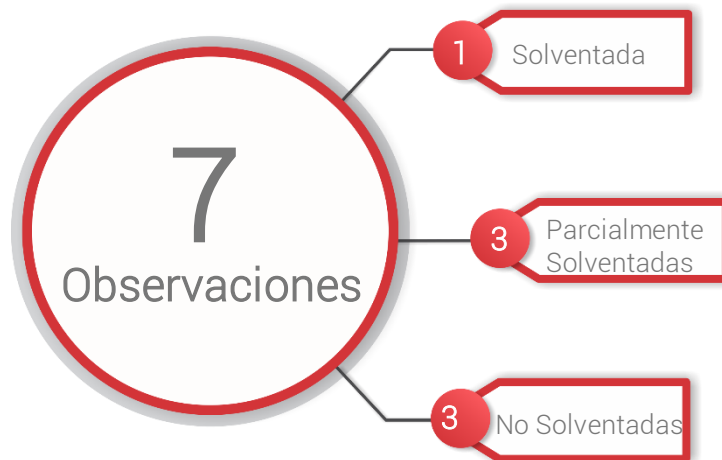 7
Observaciones
1
Solventada
3
Parcialmente
Solventadas
3
No Solventadas